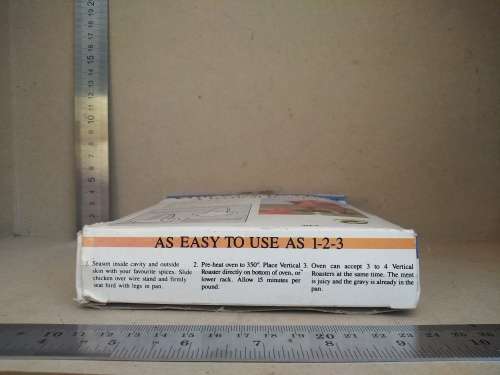 AS EASY TO USE AS 1-2-3
1. Season inside cavity and outside
skin with your favourite spices. Slide
chicken over wire stand and firmly
seat bird with legs in pan.
2. Pre-heat oven to 350°. Place Vertical
Roaster directly on bottom of oven, or
lower rack. Allow 15 minutes per
pound.
3. Oven can accept 3 to 4 Vertical
Roasters at the same time. The meat
is juicy and the gravy is already in the
pan.